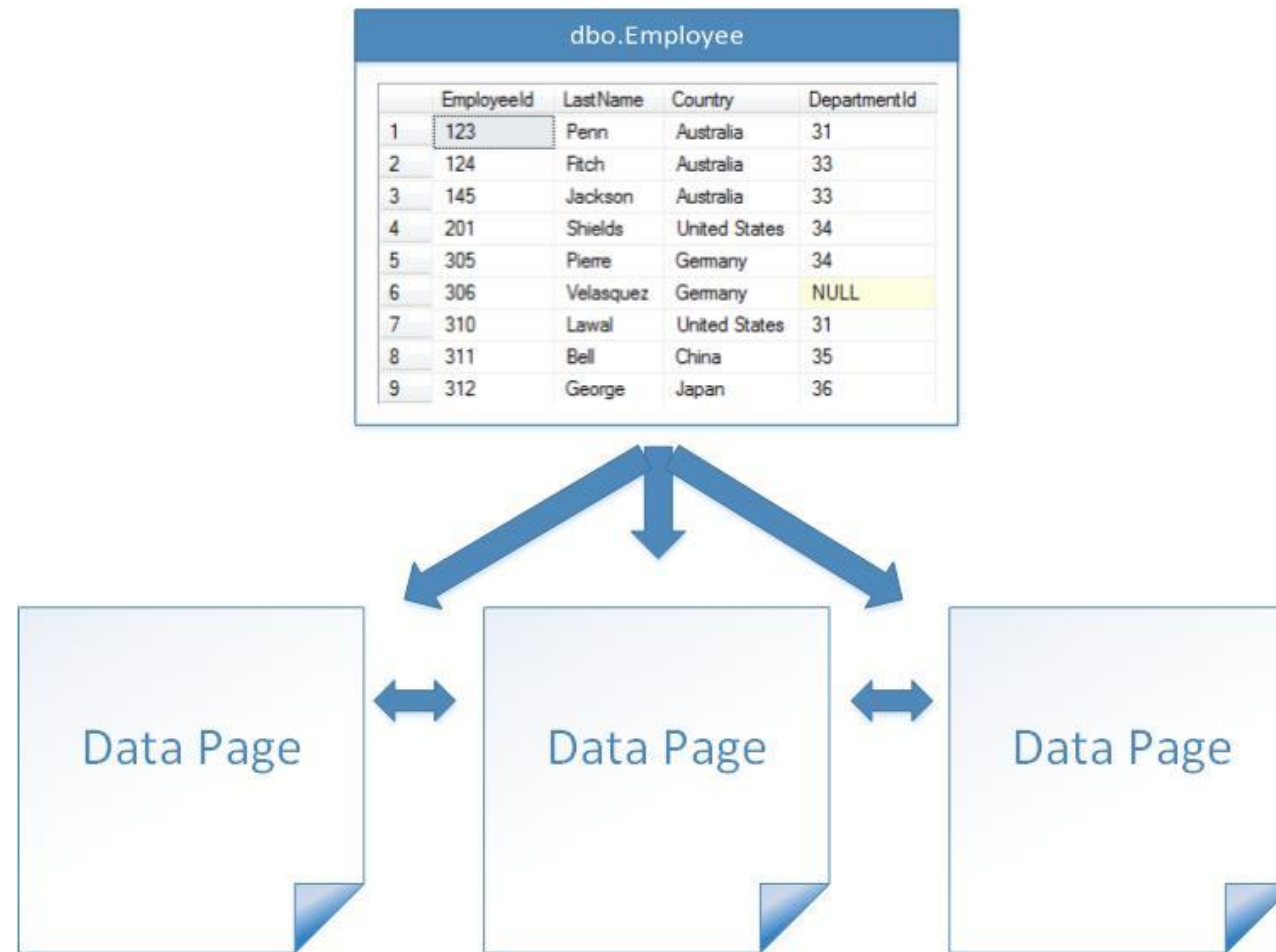 dbo.Employee
EmployeeId LastName Country DepartmentId
1 123 Penn Australia 31
2 124 Fitch Australia 33
3 145 Jackson Australia 33
4 201 Shields United States 34
5 305 Pierre Germany 34
6 306 Velasquez Germany NULL
7 310 Lawal United States 31
8 311 Bell China 35
9 312 George Japan 36
Data Page Data Page Data Page